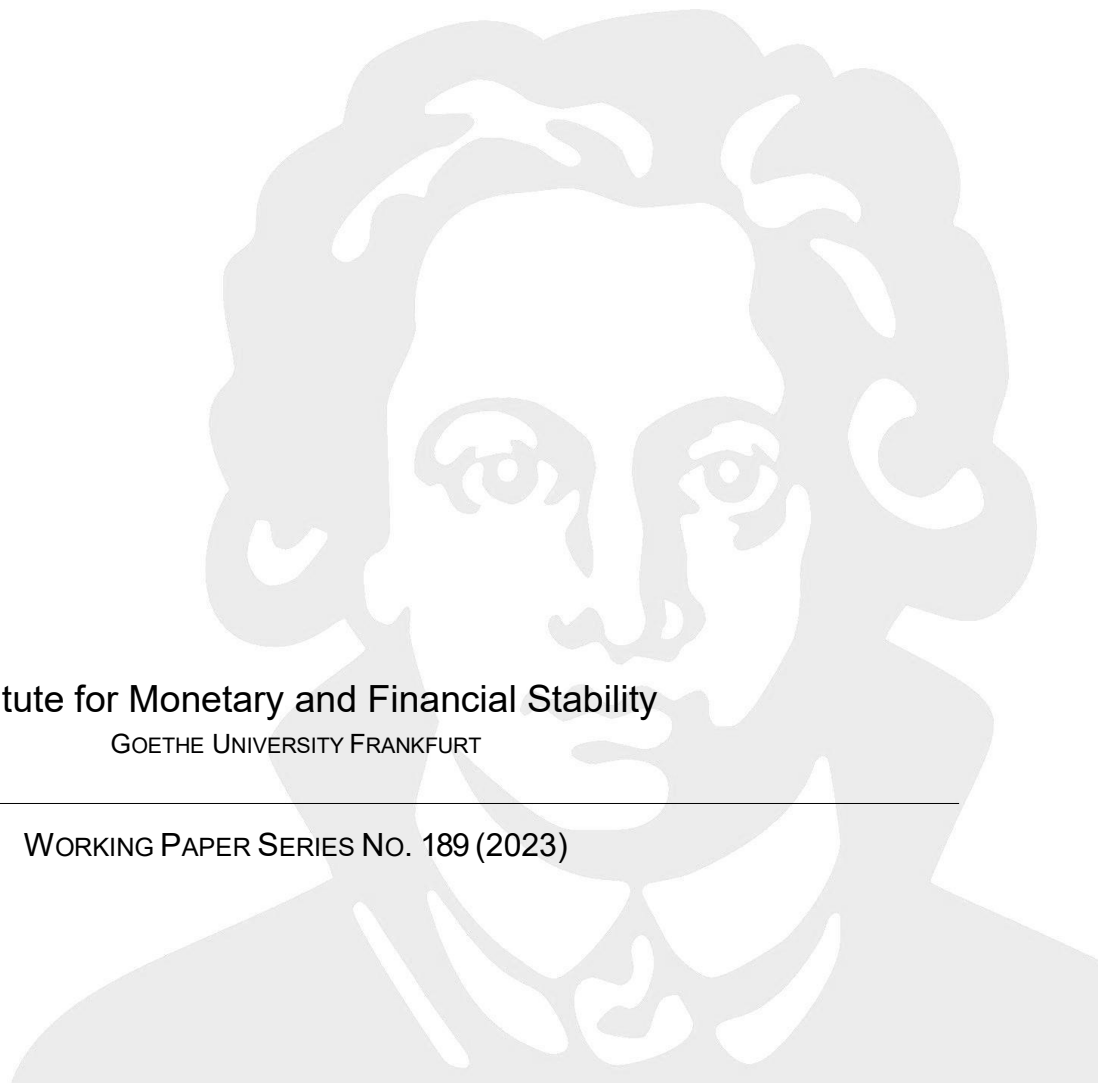 tute for Monetary and Financial Stability
GOETHE UNIVERSITY FRANKFURT
WORKING PAPER SERIES NO. 189 (2023)